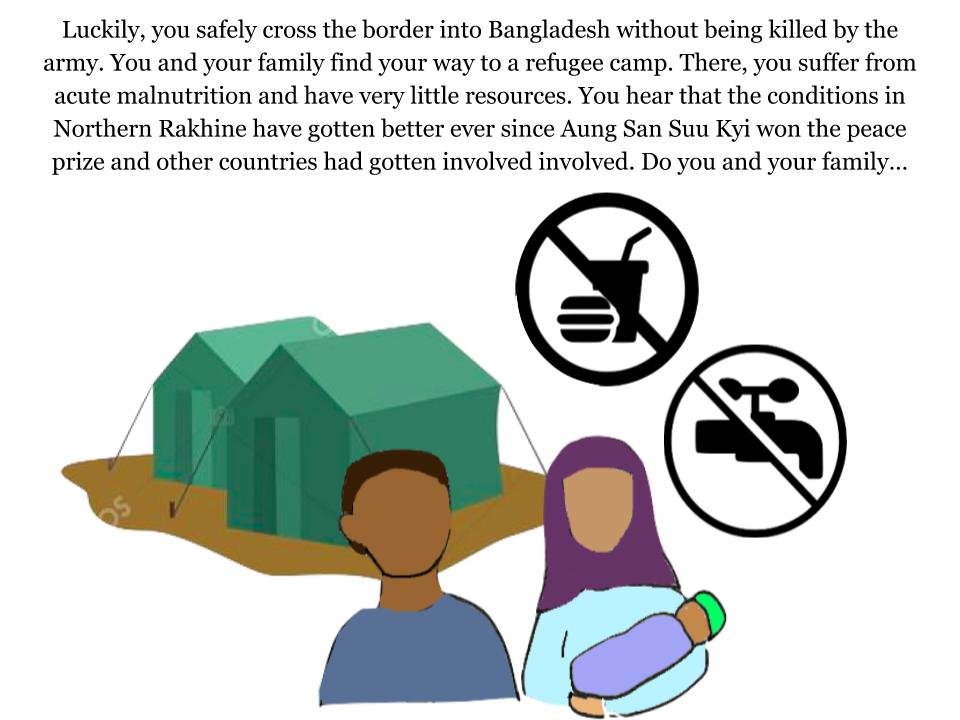 Luckily, you safely cross the border into Bangladesh without being killed by the
army. You and your family find your way to a refugee camp. There, you suffer from
acute malnutrition and have very little resources. You hear that the conditions in
Northern Rakhine have gotten better ever since Aung San Suu Kyi won the peace
prize and other countries had gotten involved involved. Do you and your family...